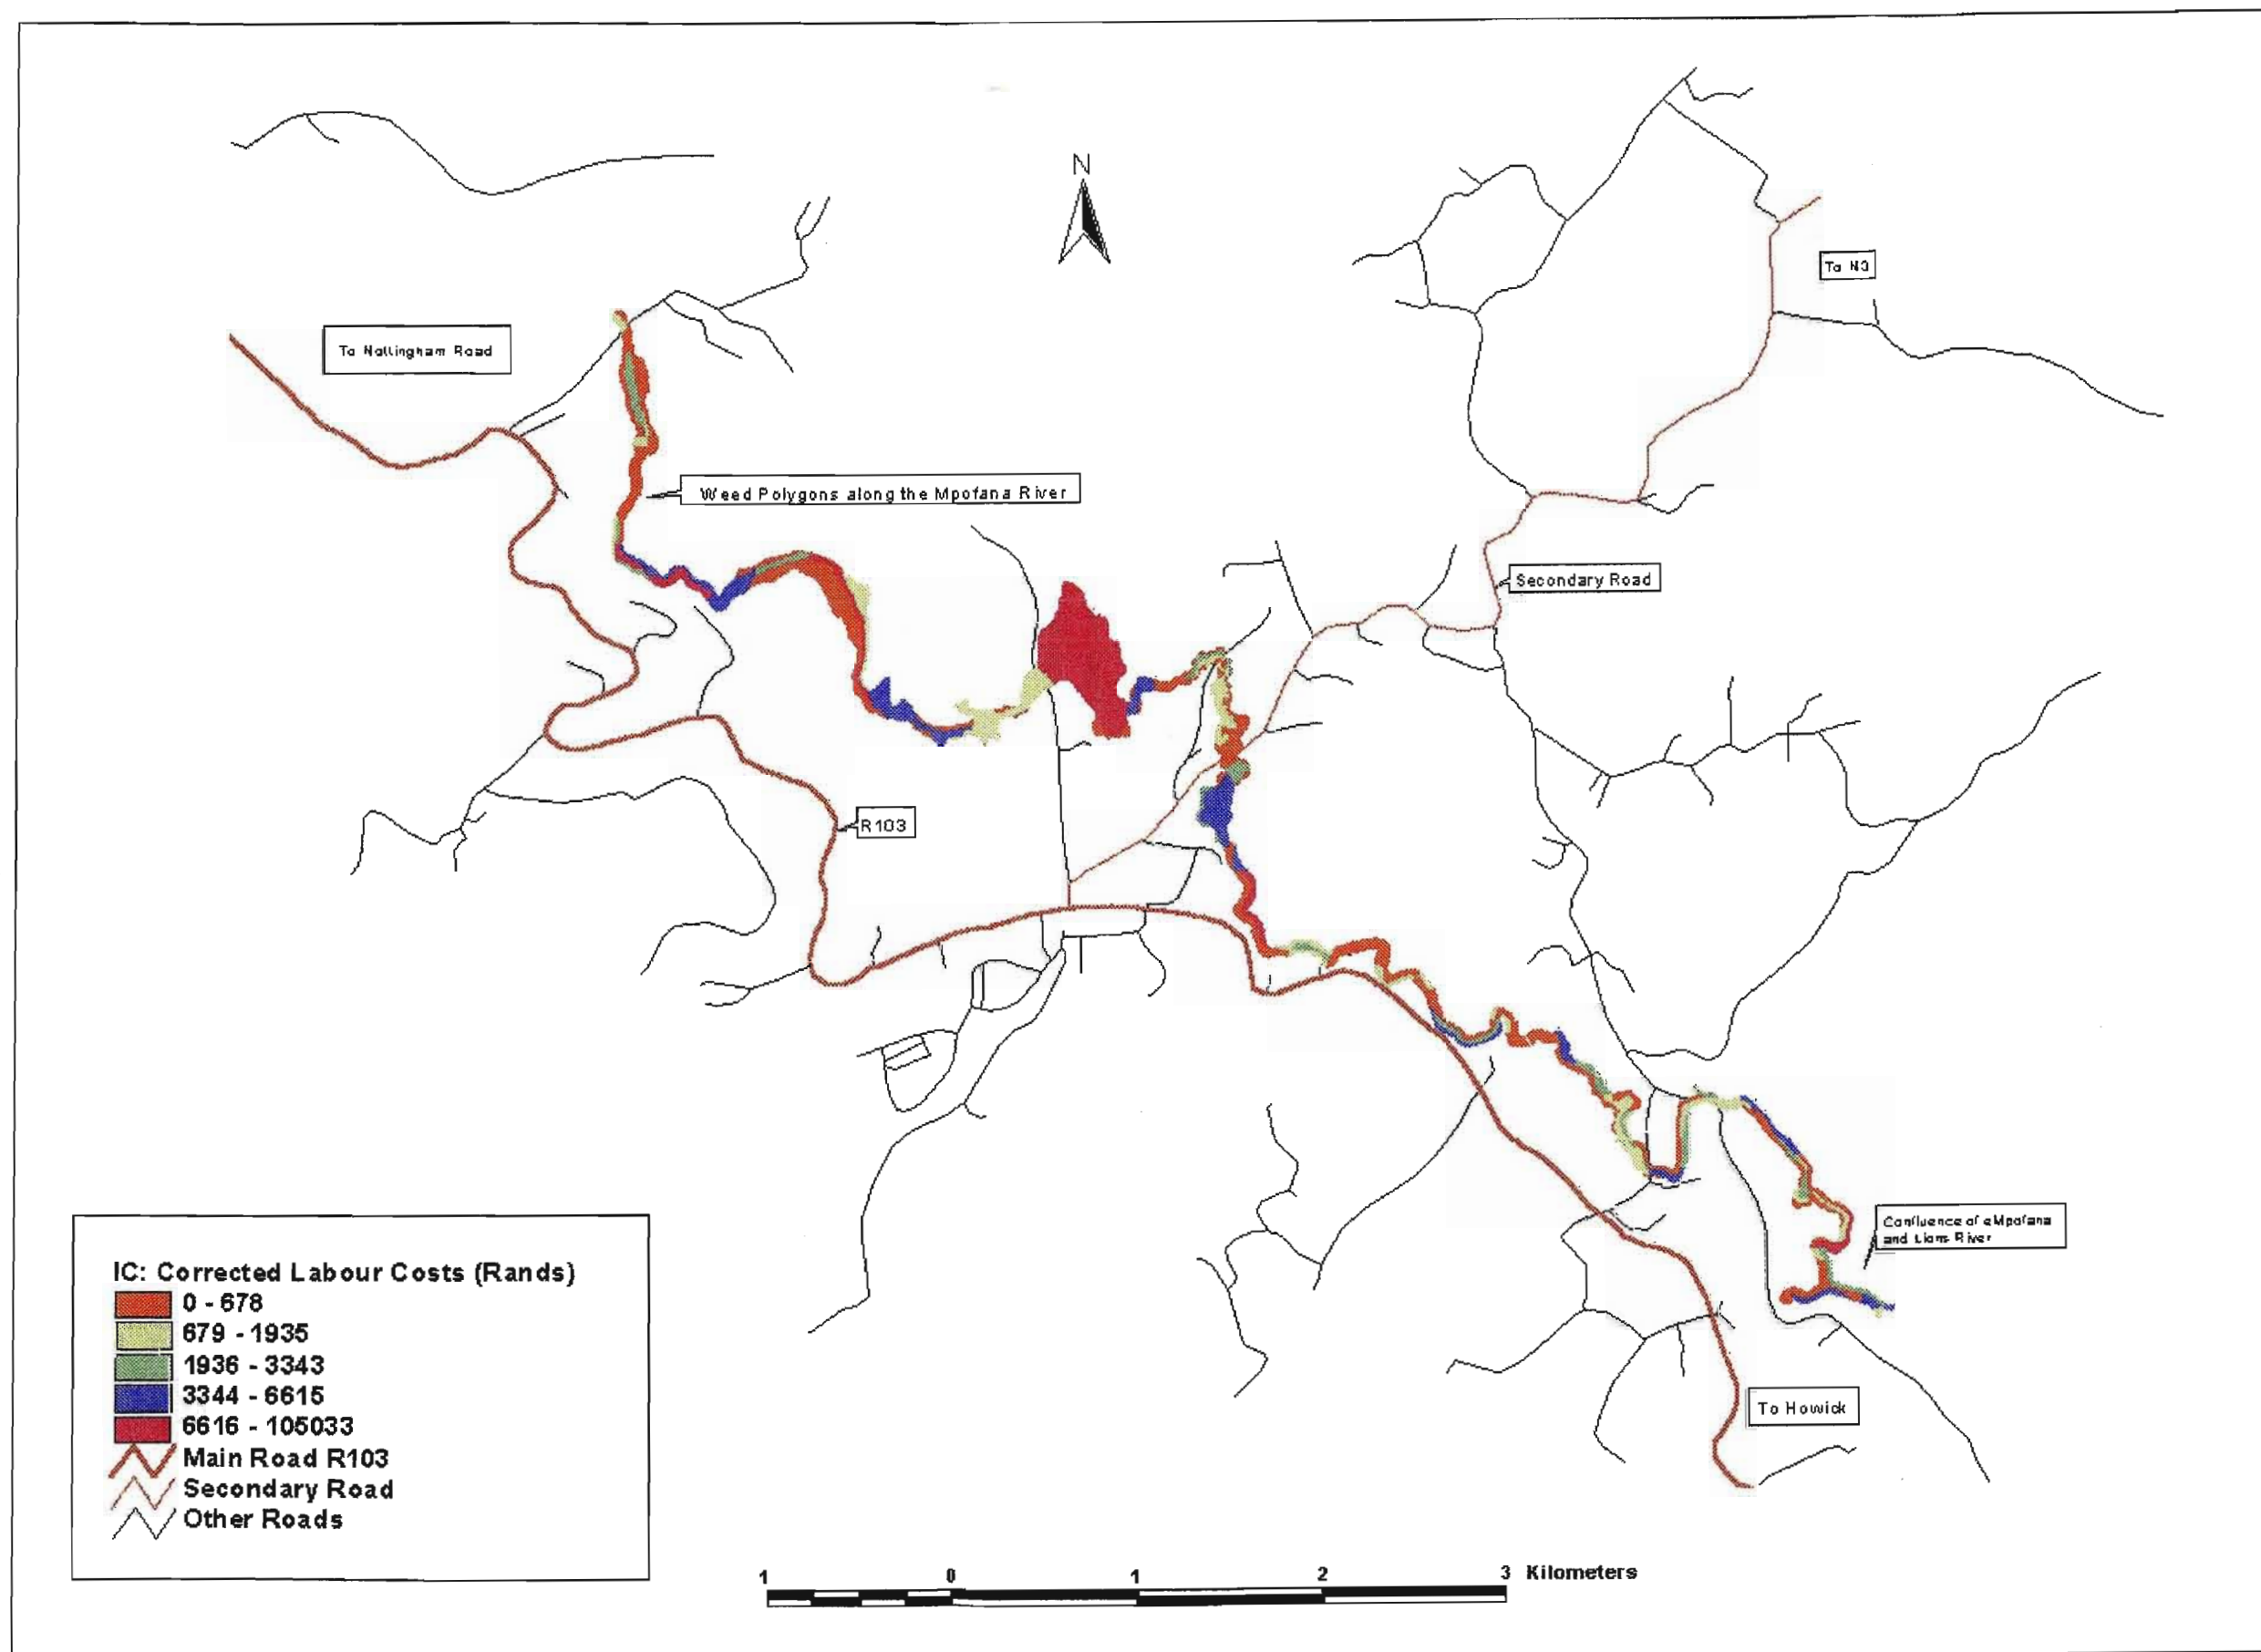 N
To N3
To Nottingham Road
Weed Polygons along the Mpofana River
Secondary Road
R103
Confluence of eMpofana
and Lions River
IC: Corrected Labour Costs (Rands)
0 - 678
679 - 1935
1936 - 3343
3344 - 6615
6616 - 105033
Main Road R103
Secondary Road
Other Roads
To Howick
1 0 1 2 3 Kilometers